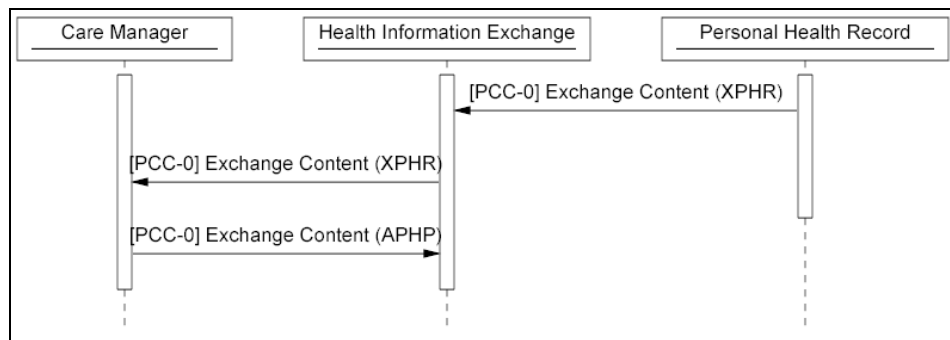 Care Manager
Health Information Exchange
Personal Health Record
[PCC-0] Exchange Content (XPHR)
[PCC-0] Exchange Content (XPHR)
[PCC-0] Exchange Content (APHP)